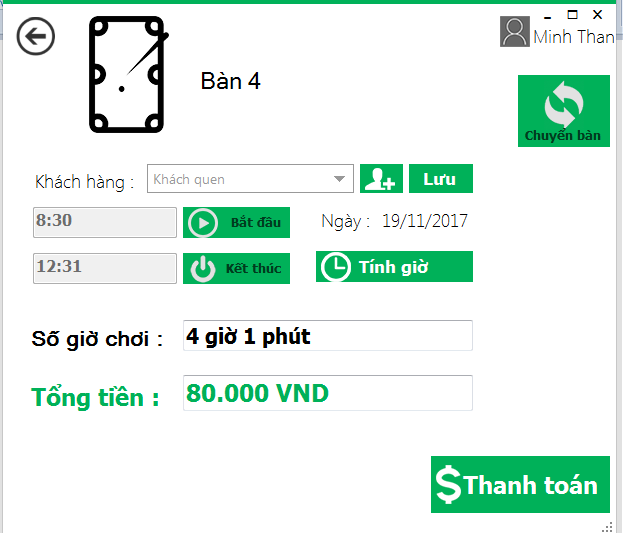 Minh Than
Bàn 4
Chuyển bàn
Khách hàng :
Khách quen
Lưu
8:30
Bắt đầu
Ngày : 19/11/2017
12:31
Kết thúc
Tính giờ
Số giờ chơi :
4 giờ 1 phút
Tổng tiền :
80.000 VND
$Thanh toán